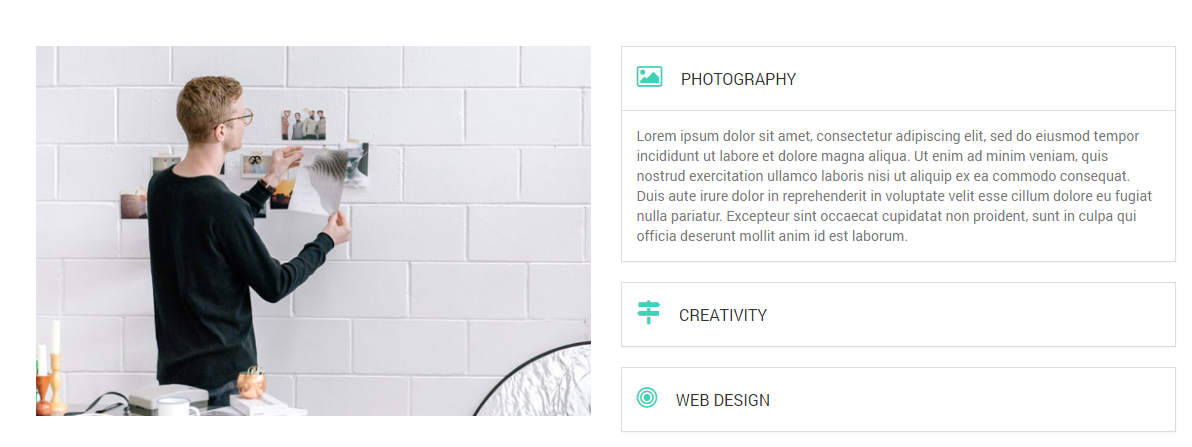 PHOTOGRAPHY
Lorem ipsum dolor sit amet, consectetur adipiscing elit, sed do eiusmod tempor
incididunt ut labore et dolore magna aliqua. Ut enim ad minim veniam, quis
nostrud exercitation ullamco laboris nisi ut aliquip ex ea commodo consequat.
Duis aute irure dolor in reprehenderit in voluptate velit esse cillum dolore eu fugiat
nulla pariatur. Excepteur sint occaecat cupidatat non proident, sunt in culpa qui
officia deserunt mollit anim id est laborum.
CREATIVITY
WEB DESIGN